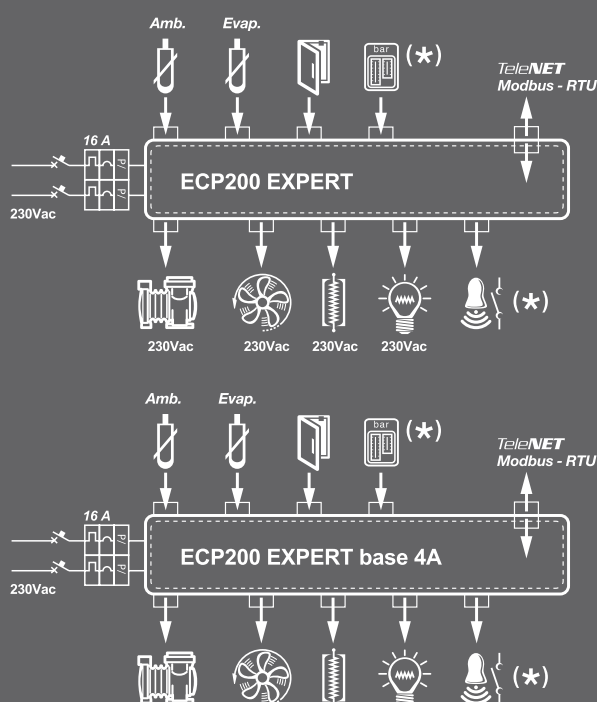 Amb. Evap.
bar (*)
TeleNET
Modbus - RTU
16 A
P/
P/
ECP200 EXPERT
230Vac
(*)
230Vac 230Vac 230Vac 230Vac
Amb. Evap.
bar (*)
TeleNET
Modbus - RTU
16 A
P/
P/
ECP200 EXPERT base 4A
230Vac
(*)